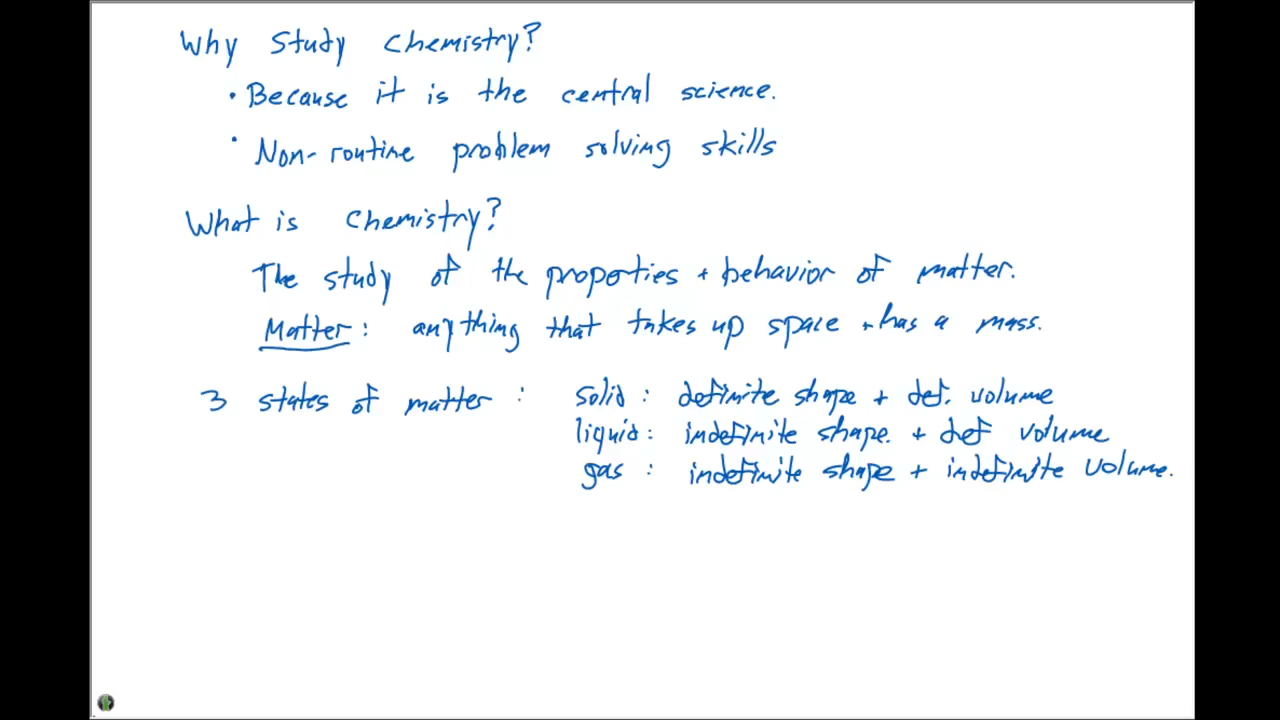 Why Study Chemistry?
• Because it is the central science.
• Non-routine problem solving skills
What is Chemistry?
The study of the properties + behavior of matter.
Matter: anything that takes up space + has a mass.
3 states of matter : solid : definite shape + def. volume
liquid : indefinite shape. + def volume
gas : indefinite shape + indefinite volume.